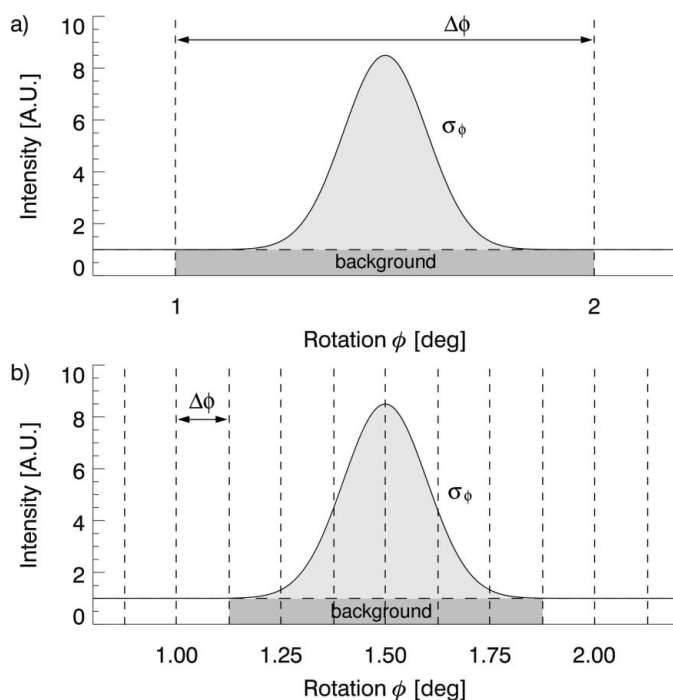 a)
Δϕ
10
8
6
4
2
0
Intensity [A.U.]
σϕ
background
1
2
Rotation ϕ [deg]
b)
Δϕ
10
8
6
4
2
0
Intensity [A.U.]
σϕ
background
1.00
1.25
1.50
1.75
2.00
Rotation ϕ [deg]